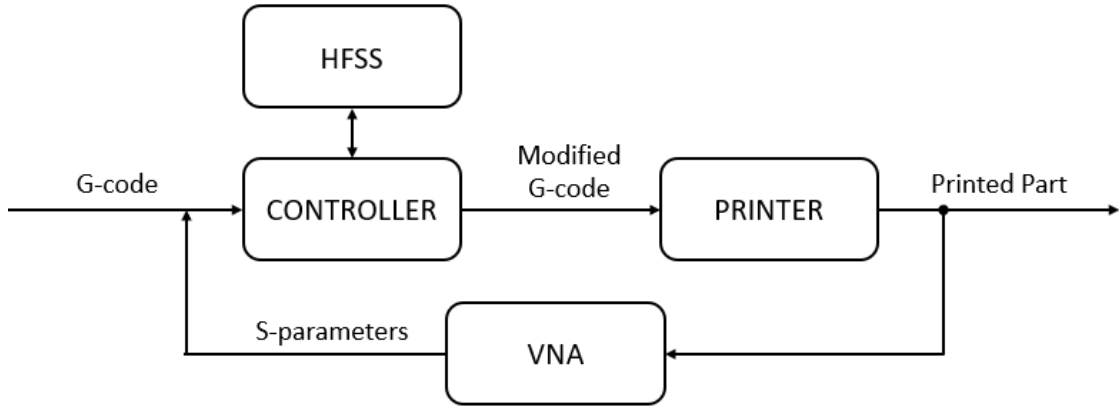 HFSS
G-code
CONTROLLER
Modified
G-code
PRINTER
Printed Part
S-parameters
VNA